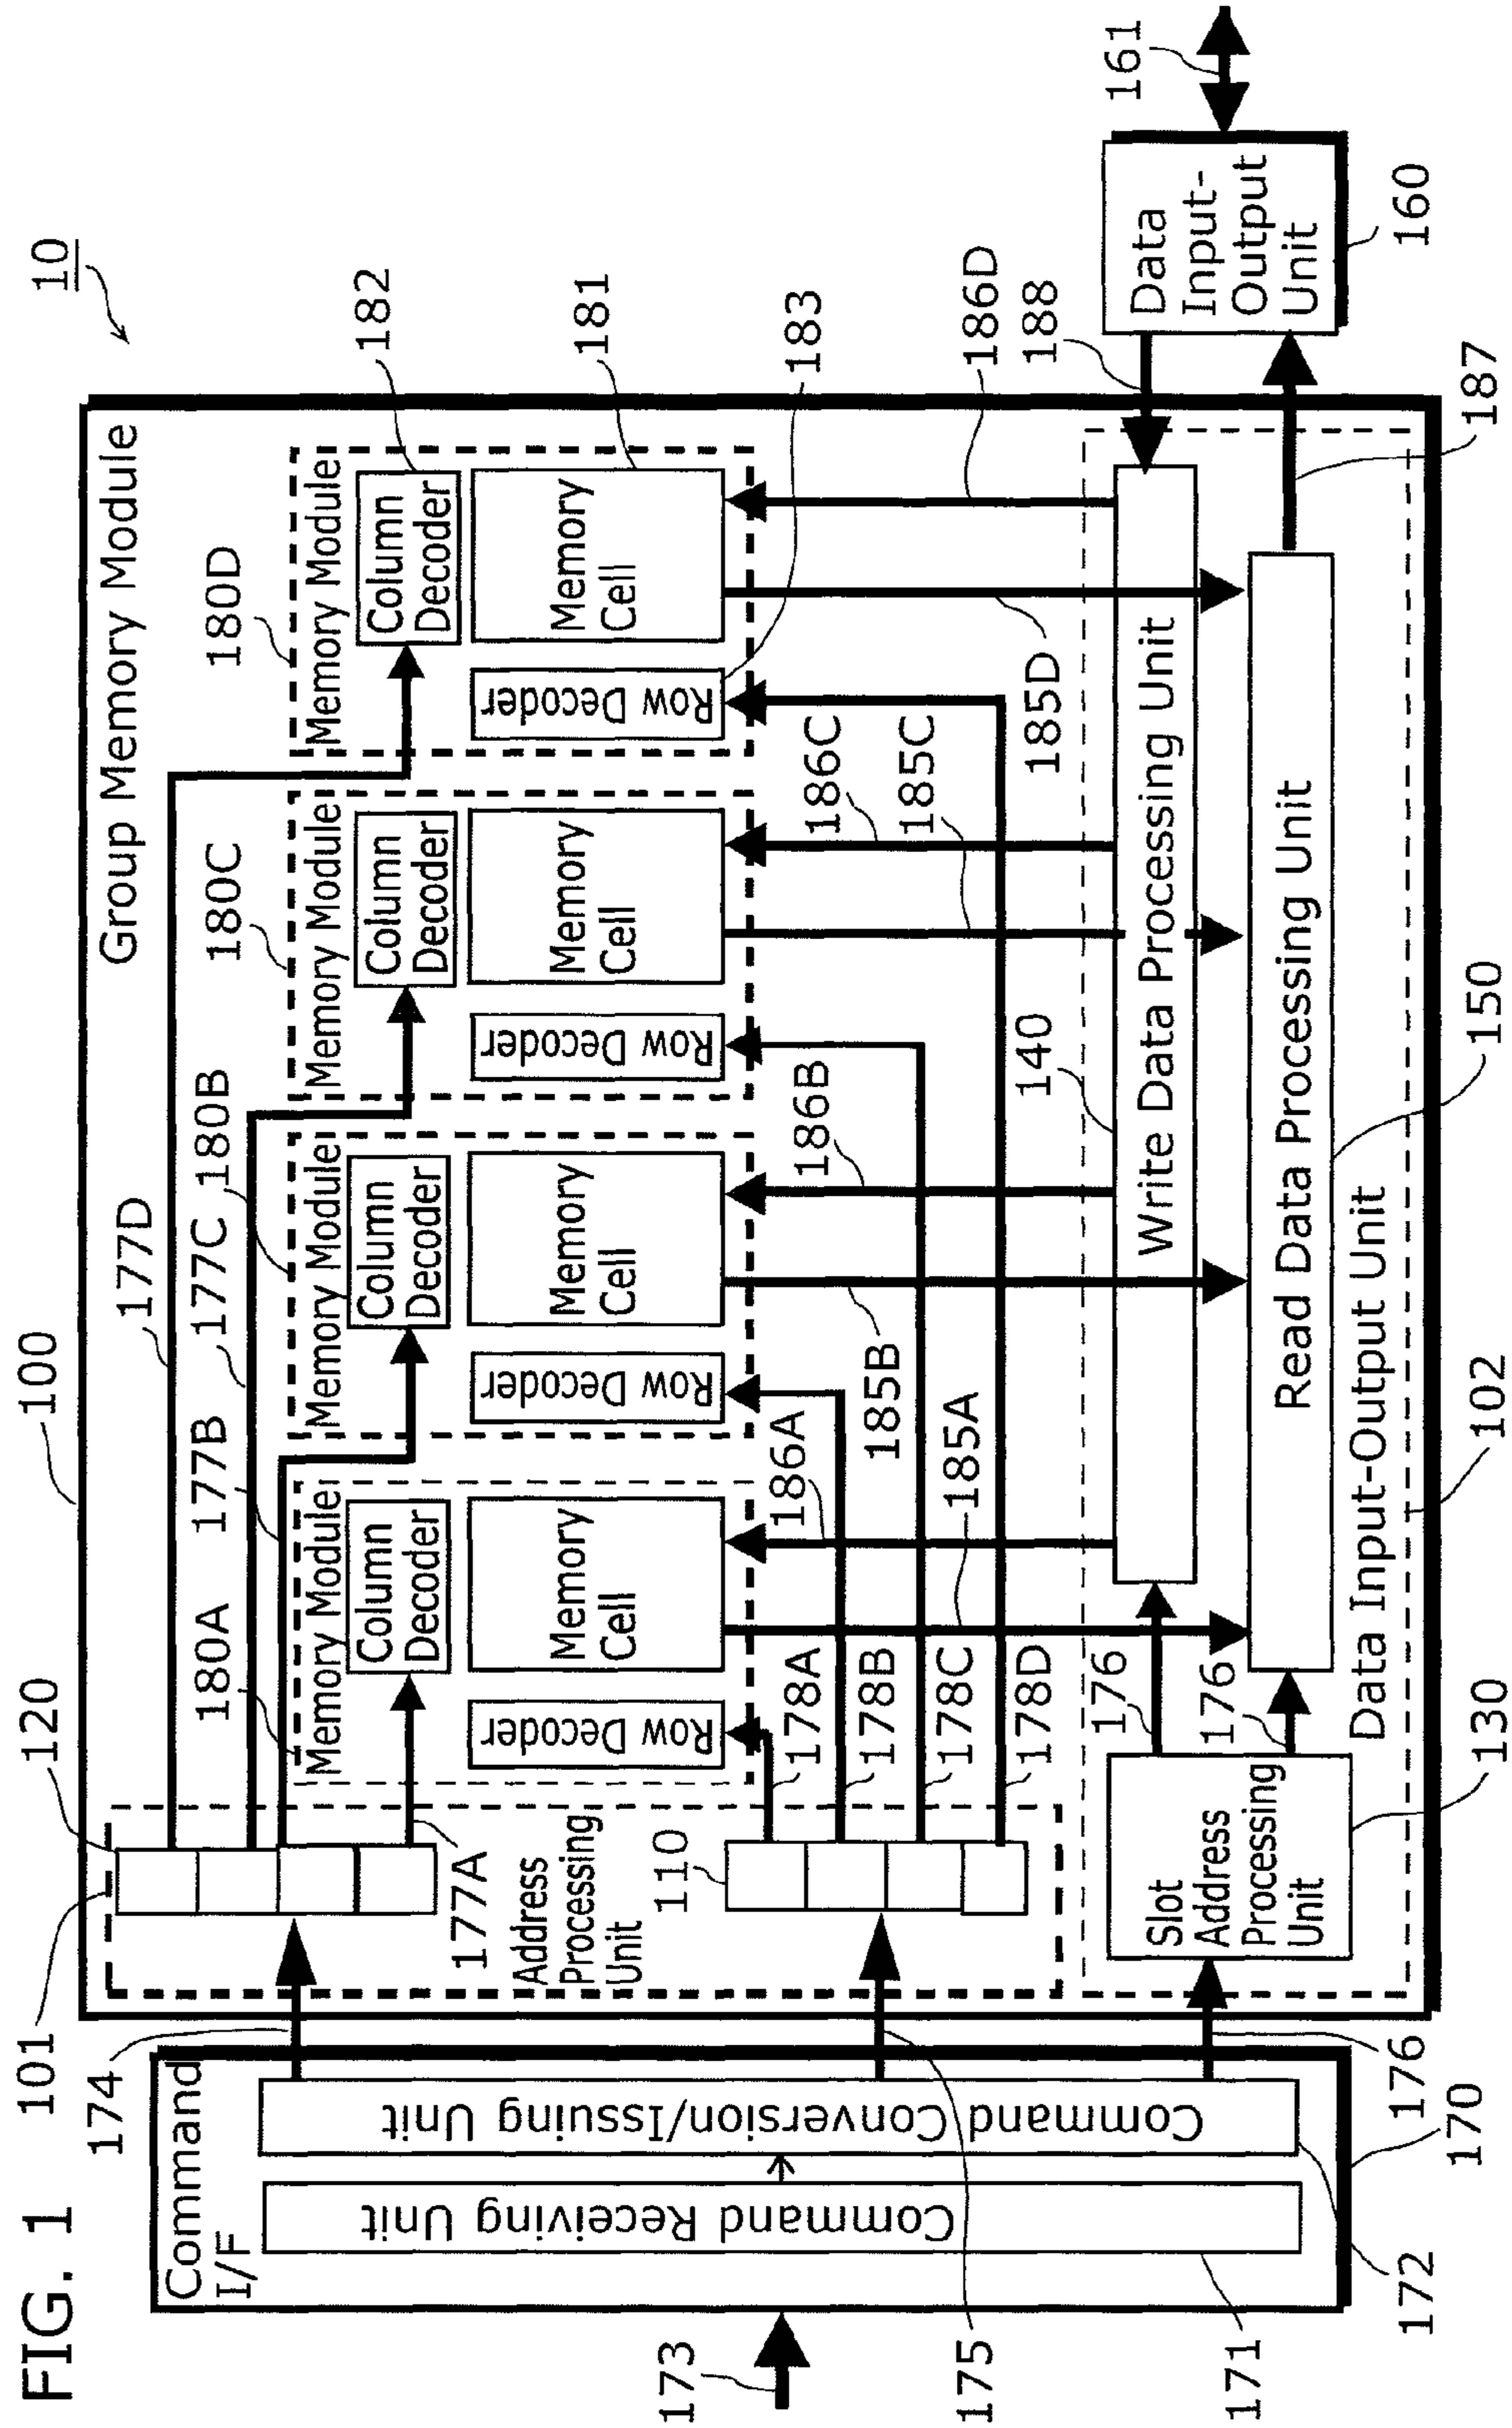 FIG. 1
10
100
Group Memory Module
101
120
177D
177C
177B
180A
180B
180C
180D
182
181
183
Memory Module
Column
Decoder
Memory
Cell
Row Decoder
Memory Module
Column
Decoder
Memory
Cell
Row Decoder
Memory Module
Column
Decoder
Memory
Cell
Row Decoder
Memory Module
Column
Decoder
Memory
Cell
Row Decoder
177A
Address
Processing
Unit
110
178A
178B
178C
178D
186A
185A
185B
186B
186C
185C
185D
186D
188
140
Write Data Processing Unit
Read Data Processing Unit
150
187
176
176
Slot
Address
Processing
Unit
130
Data Input-Output Unit
102
Data
Input-
Output
Unit
160
161
Command
I/F
174
Command Conversion/Issuing Unit
Command Receiving Unit
173
175
171
172
170
176